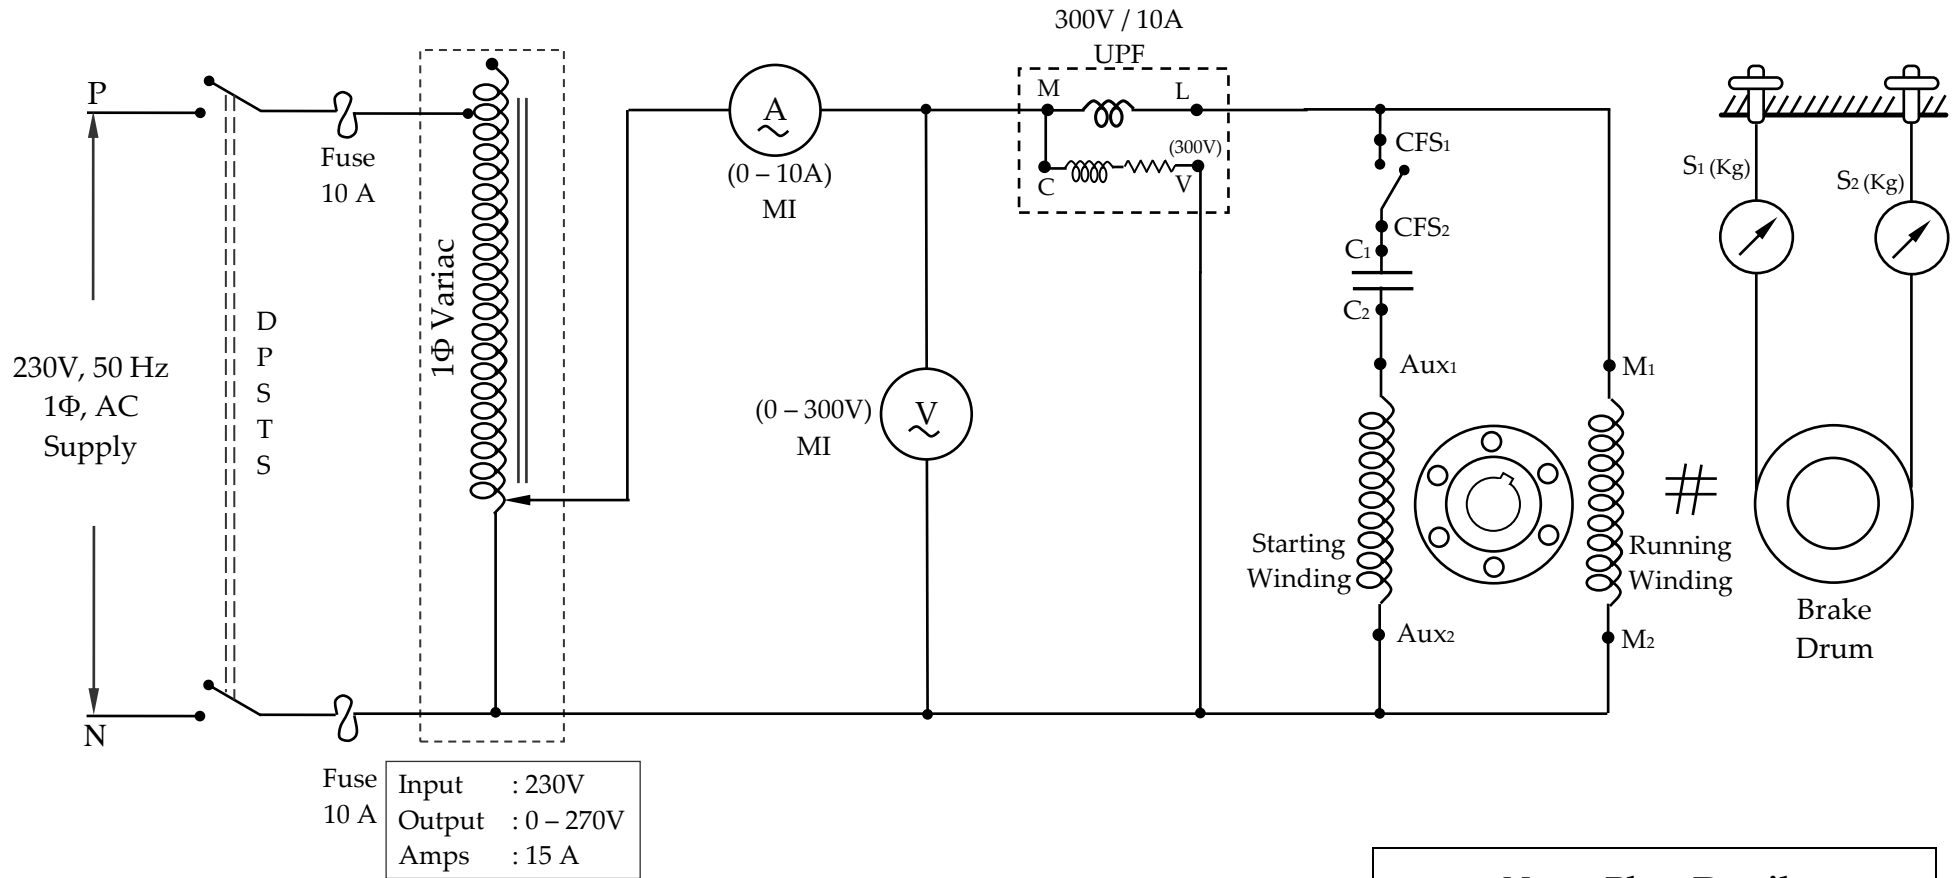 300V / 10A
UPF
P
Fuse
10 A
1Φ Variac
A
(0 – 10A)
MI
M
L
C
(300V)
V
CFS1
CFS2
C1
C2
S1 (Kg)
S2 (Kg)
D
P
S
T
S
230V, 50 Hz
1Φ, AC
Supply
(0 – 300V)
MI
V
Aux1
M1
Starting
Winding
Running
Winding
Aux2
M2
Brake
Drum
N
Fuse
10 A
Input : 230V
Output : 0 – 270V
Amps : 15 A